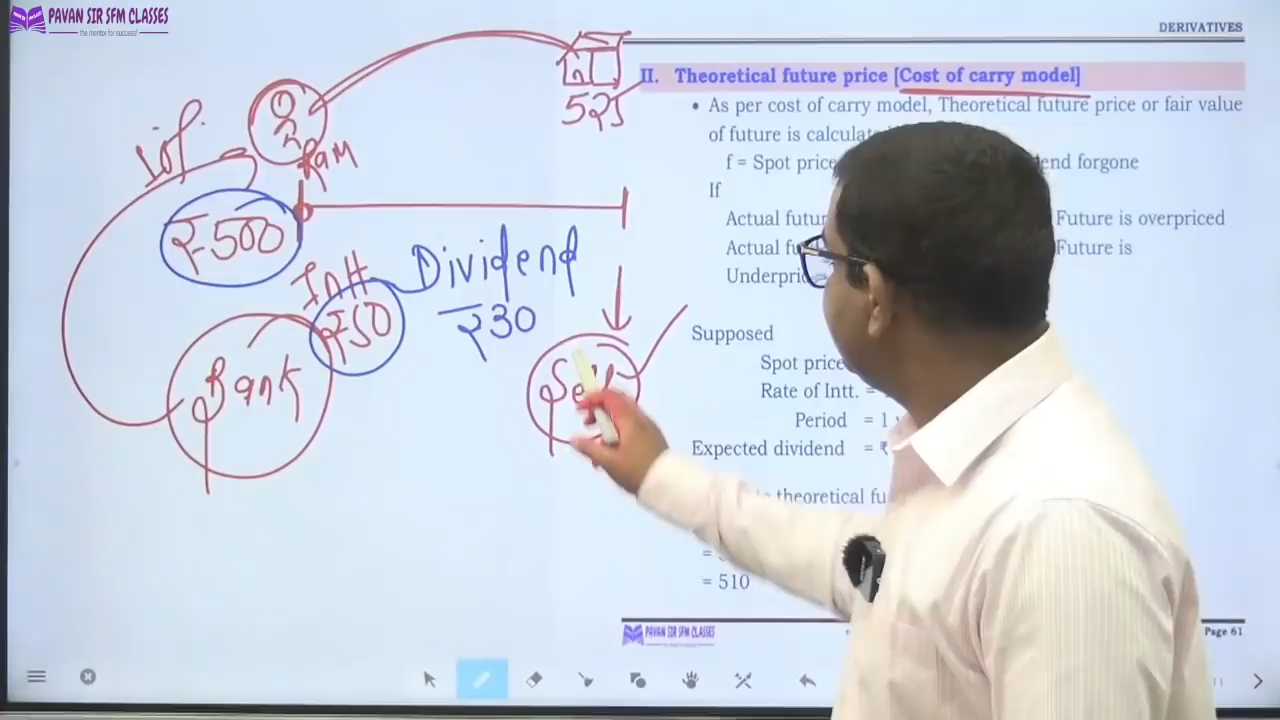 PAVAN SIR SFM CLASSES
the mentor for success!
DERIVATIVES
II. Theoretical future price [Cost of carry model]
• As per cost of carry model, Theoretical future price or fair value
of future is calculat
f = Spot price end forgone
If
Actual futur Future is overpriced
Actual fu Future is
Underpric
Supposed
Spot price
Rate of Intt. =
Period = 1
Expected dividend = ₹
theoretical fu
=
= 510
PAVAN SIR SFM CLASSES
Page 61
525
RAM
₹500
Dividend
₹30
₹50
Bank